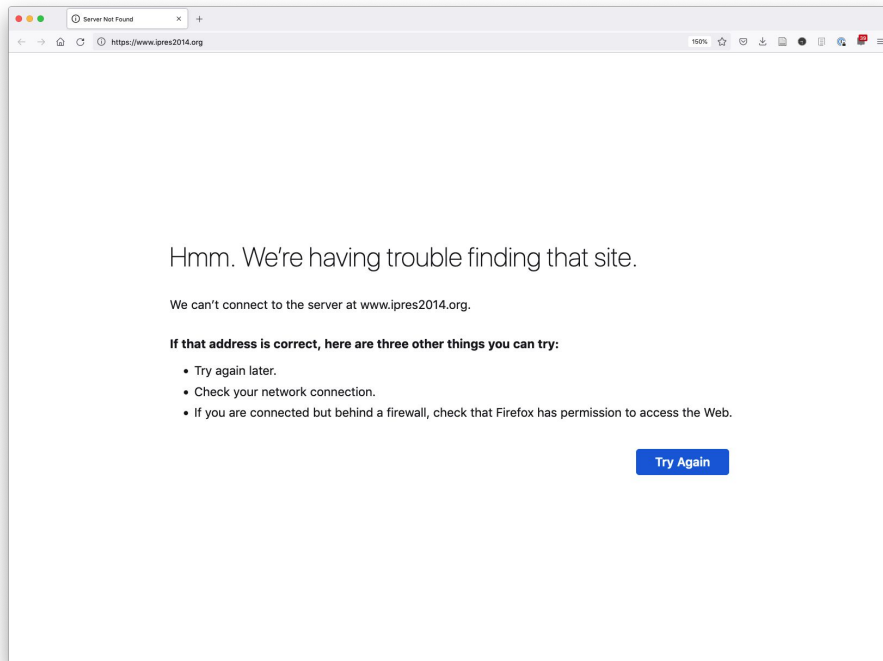 Server Not Found
https://www.ipres2014.org
150%
Hmm. We're having trouble finding that site.
We can't connect to the server at www.ipres2014.org.
If that address is correct, here are three other things you can try:
• Try again later.
• Check your network connection.
• If you are connected but behind a firewall, check that Firefox has permission to access the Web.
Try Again